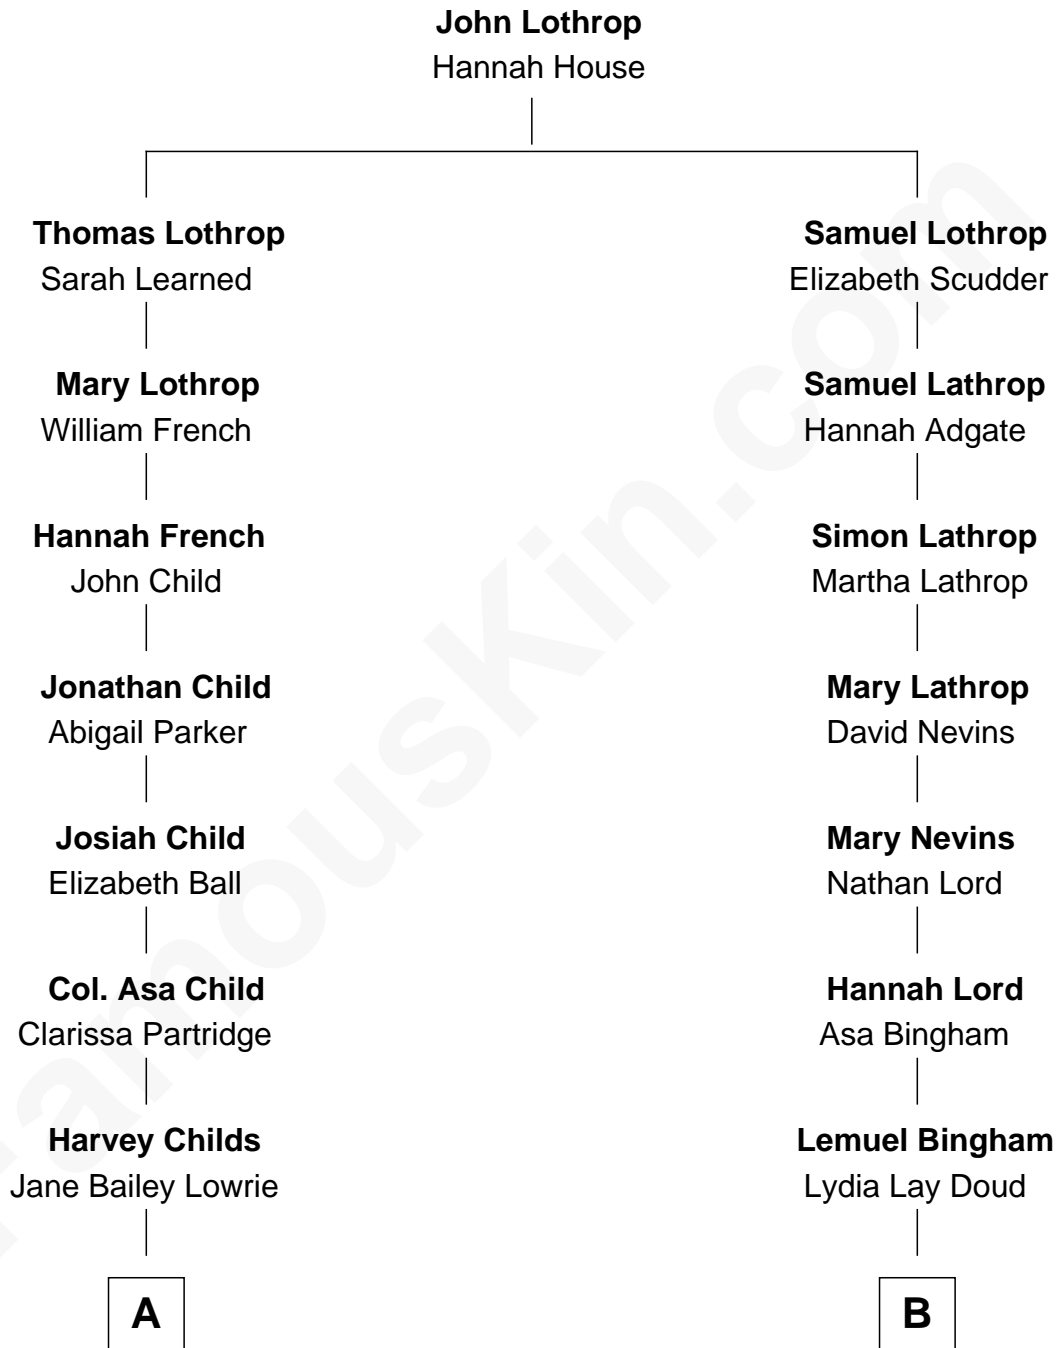 John Lothrop
Hannah House
Thomas Lothrop
Sarah Learned
Samuel Lothrop
Elizabeth Scudder
Mary Lothrop
William French
Samuel Lathrop
Hannah Adgate
Hannah French
John Child
Simon Lathrop
Martha Lathrop
Jonathan Child
Abigail Parker
Mary Lathrop
David Nevins
Josiah Child
Elizabeth Ball
Mary Nevins
Nathan Lord
Col. Asa Child
Clarissa Partridge
Hannah Lord
Asa Bingham
Harvey Childs
Jane Bailey Lowrie
Lemuel Bingham
Lydia Lay Doud
A
B
FamousKin.com